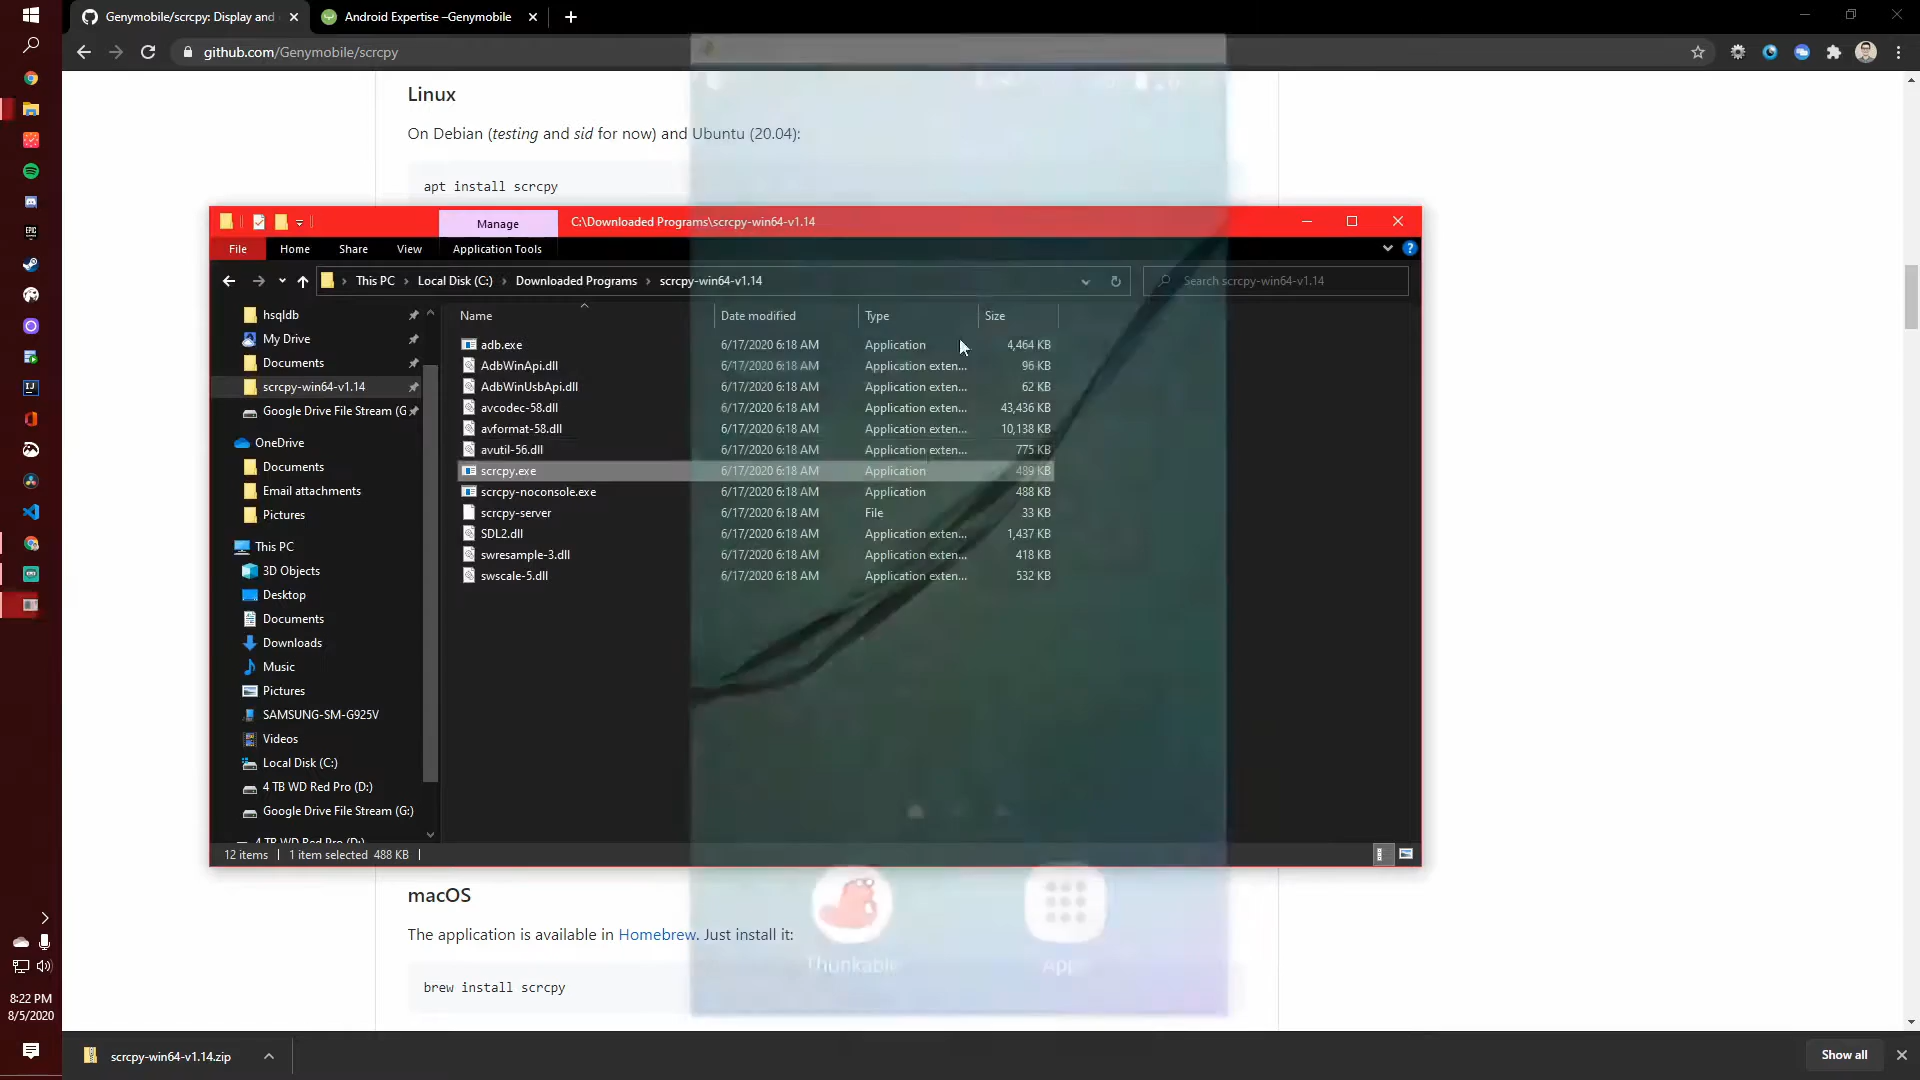 Genymobile/scrcpy: Display and
Android Expertise –Genymobile
github.com/Genymobile/scrcpy
Linux
On Debian (testing and sid for now) and Ubuntu (20.04):
apt install scrcpy
Manage
C:\Downloaded Programs\scrcpy-win64-v1.14
File
Home
Share
View
Application Tools
This PC
Local Disk (C:)
Downloaded Programs
scrcpy-win64-v1.14
Search scrcpy-win64-v1.14
Name
Date modified
Type
Size
adb.exe 6/17/2020 6:18 AM Application 4,464 KB
AdbWinApi.dll 6/17/2020 6:18 AM Application exten... 96 KB
AdbWinUsbApi.dll 6/17/2020 6:18 AM Application exten... 62 KB
avcodec-58.dll 6/17/2020 6:18 AM Application exten... 43,436 KB
avformat-58.dll 6/17/2020 6:18 AM Application exten... 10,138 KB
avutil-56.dll 6/17/2020 6:18 AM Application exten... 775 KB
scrcpy.exe 6/17/2020 6:18 AM Application 489 KB
scrcpy-noconsole.exe 6/17/2020 6:18 AM Application 488 KB
scrcpy-server 6/17/2020 6:18 AM File 33 KB
SDL2.dll 6/17/2020 6:18 AM Application exten... 1,437 KB
swresample-3.dll 6/17/2020 6:18 AM Application exten... 418 KB
swscale-5.dll 6/17/2020 6:18 AM Application exten... 532 KB
hsqldb
My Drive
Documents
scrcpy-win64-v1.14
Google Drive File Stream (G
OneDrive
Documents
Email attachments
Pictures
This PC
3D Objects
Desktop
Documents
Downloads
Music
Pictures
SAMSUNG-SM-G925V
Videos
Local Disk (C:)
4 TB WD Red Pro (D:)
Google Drive File Stream (G:)
4 TB WD Red Pro (D:)
12 items
1 item selected 488 KB
macOS
The application is available in Homebrew. Just install it:
brew install scrcpy
Thunkable
App
EPIC
IJ
8:22 PM
8/5/2020
scrcpy-win64-v1.14.zip
Show all